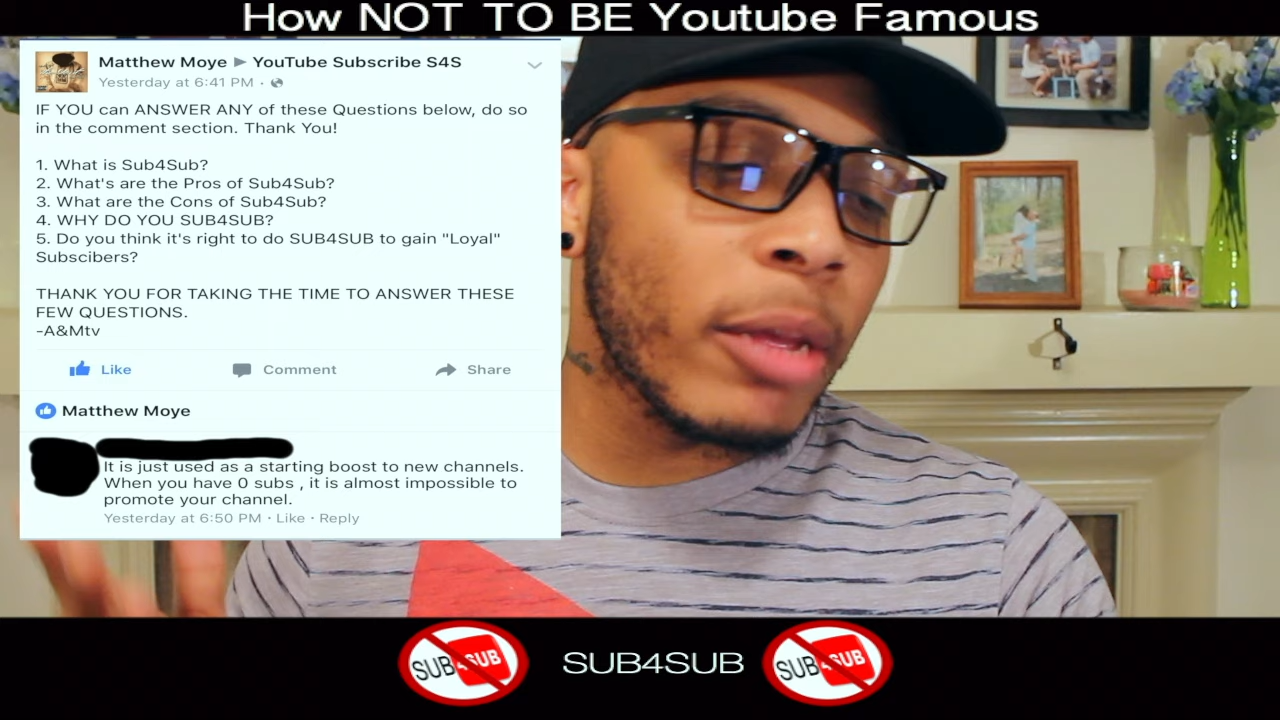 How NOT TO BE Youtube Famous
Matthew Moye ▶ YouTube Subscribe S4S
Yesterday at 6:41 PM ·
IF YOU can ANSWER ANY of these Questions below, do so
in the comment section. Thank You!
1. What is Sub4Sub?
2. What's are the Pros of Sub4Sub?
3. What are the Cons of Sub4Sub?
4. WHY DO YOU SUB4SUB?
5. Do you think it's right to do SUB4SUB to gain "Loyal"
Subscibers?
THANK YOU FOR TAKING THE TIME TO ANSWER THESE
FEW QUESTIONS.
-A&Mtv
Like Comment Share
Matthew Moye
It is just used as a starting boost to new channels.
When you have 0 subs , it is almost impossible to
promote your channel.
Yesterday at 6:50 PM · Like · Reply
SUB4SUB SUB4SUB SUB4SUB